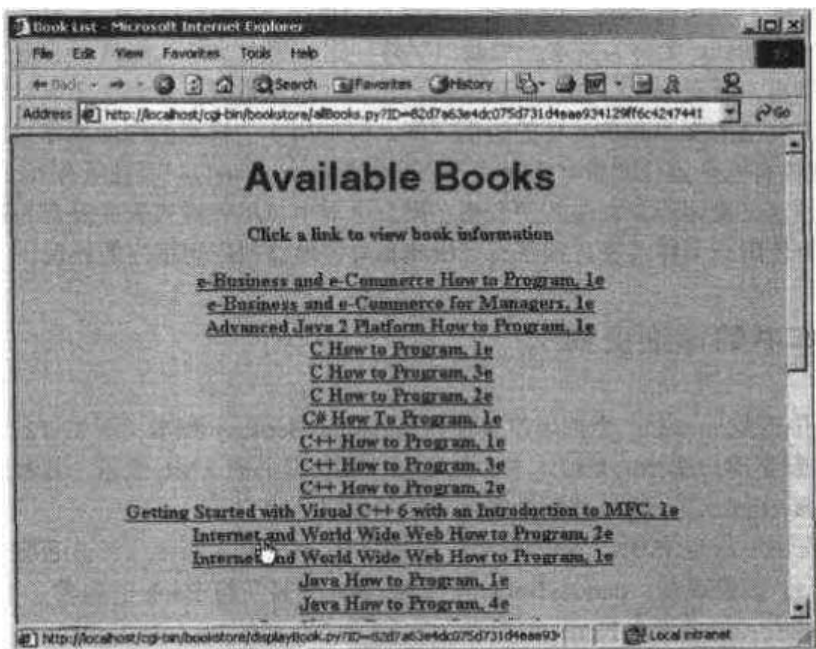 Book List - Microsoft Internet Explorer
File Edit View Favorites Tools Help
Back Search Favorites History
Address http://localhost/cgi-bin/bookstore/allBooks.py?ID=82d7a63e4dc075d731d4eae934129ff6c4247441 Go
Available Books
Click a link to view book information
e-Business and e-Commerce How to Program, 1e
e-Business and e-Commerce for Managers, 1e
Advanced Java 2 Platform How to Program, 1e
C How to Program, 1e
C How to Program, 3e
C How to Program, 2e
C# How To Program, 1e
C++ How to Program, 1e
C++ How to Program, 3e
C++ How to Program, 2e
Getting Started with Visual C++ 6 with an Introduction to MFC, 1e
Internet and World Wide Web How to Program, 2e
Internet and World Wide Web How to Program, 1e
Java How to Program, 1e
Java How to Program, 4e
http://localhost/cgi-bin/bookstore/displayBook.py?ID=82d7a63e4dc075d731d4eae93 Local intranet